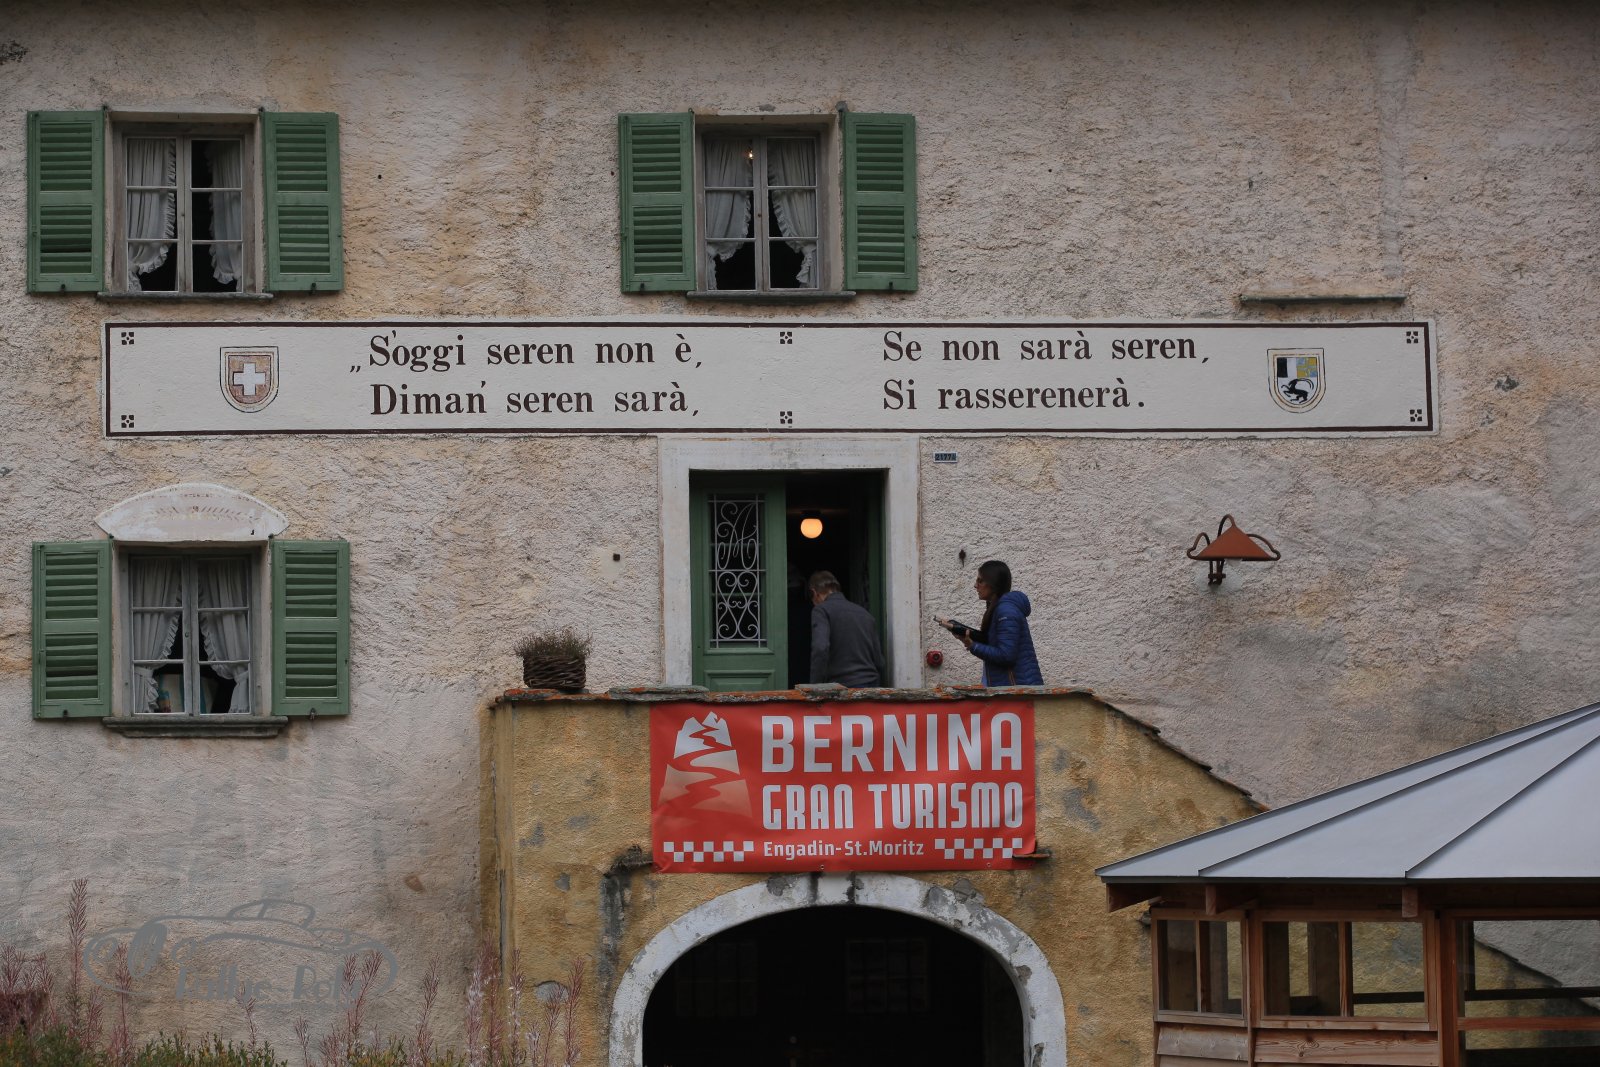 „S'oggi seren non è,
Diman' seren sarà,
Se non sarà seren,
Si rasserenerà.
BERNINA
GRAN TURISMO
Engadin-St.Moritz